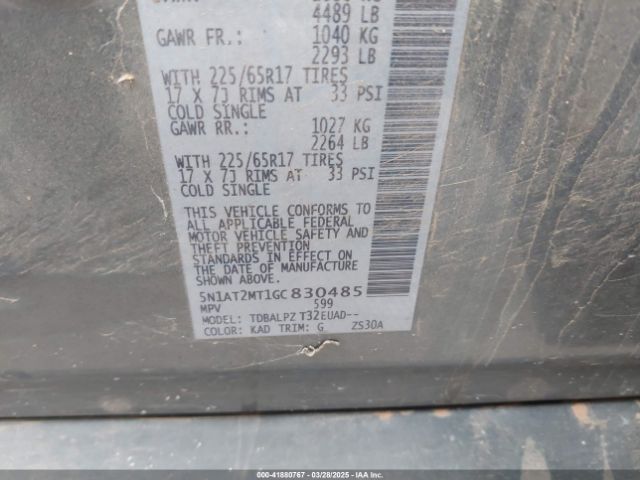 4489 LB
GAWR FR.: 1040 KG
2293 LB
WITH 225/65R17 TIRES
17 X 7J RIMS AT 33 PSI
COLD SINGLE
GAWR RR.: 1027 KG
2264 LB
WITH 225/65R17 TIRES
17 X 7J RIMS AT 33 PSI
COLD SINGLE
THIS VEHICLE CONFORMS TO
ALL APPLICABLE FEDERAL
MOTOR VEHICLE SAFETY AND
THEFT PREVENTION
STANDARDS IN EFFECT ON
THE DATE OF MANUFACTURE
SHOWN ABOVE.
5N1AT2MT1GC830485
MPV 599
MODEL: TDBALPZ T32EUAD--
COLOR: KAD TRIM: G ZS30A
000-41880767 03/28/2025 IAAI.com